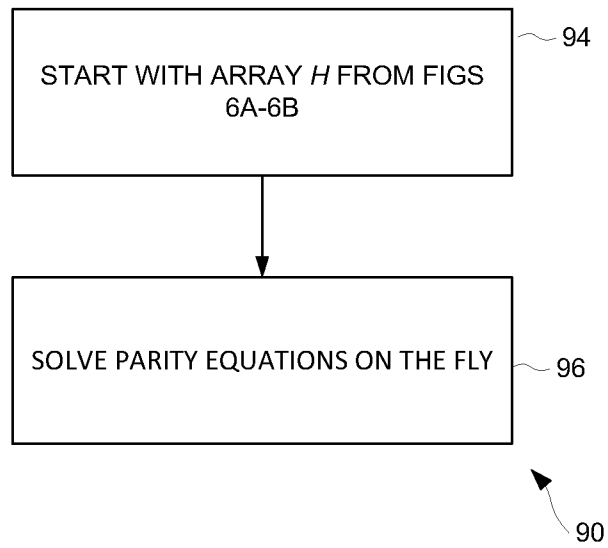 94
START WITH ARRAY H FROM FIGS
6A-6B
SOLVE PARITY EQUATIONS ON THE FLY
96
90